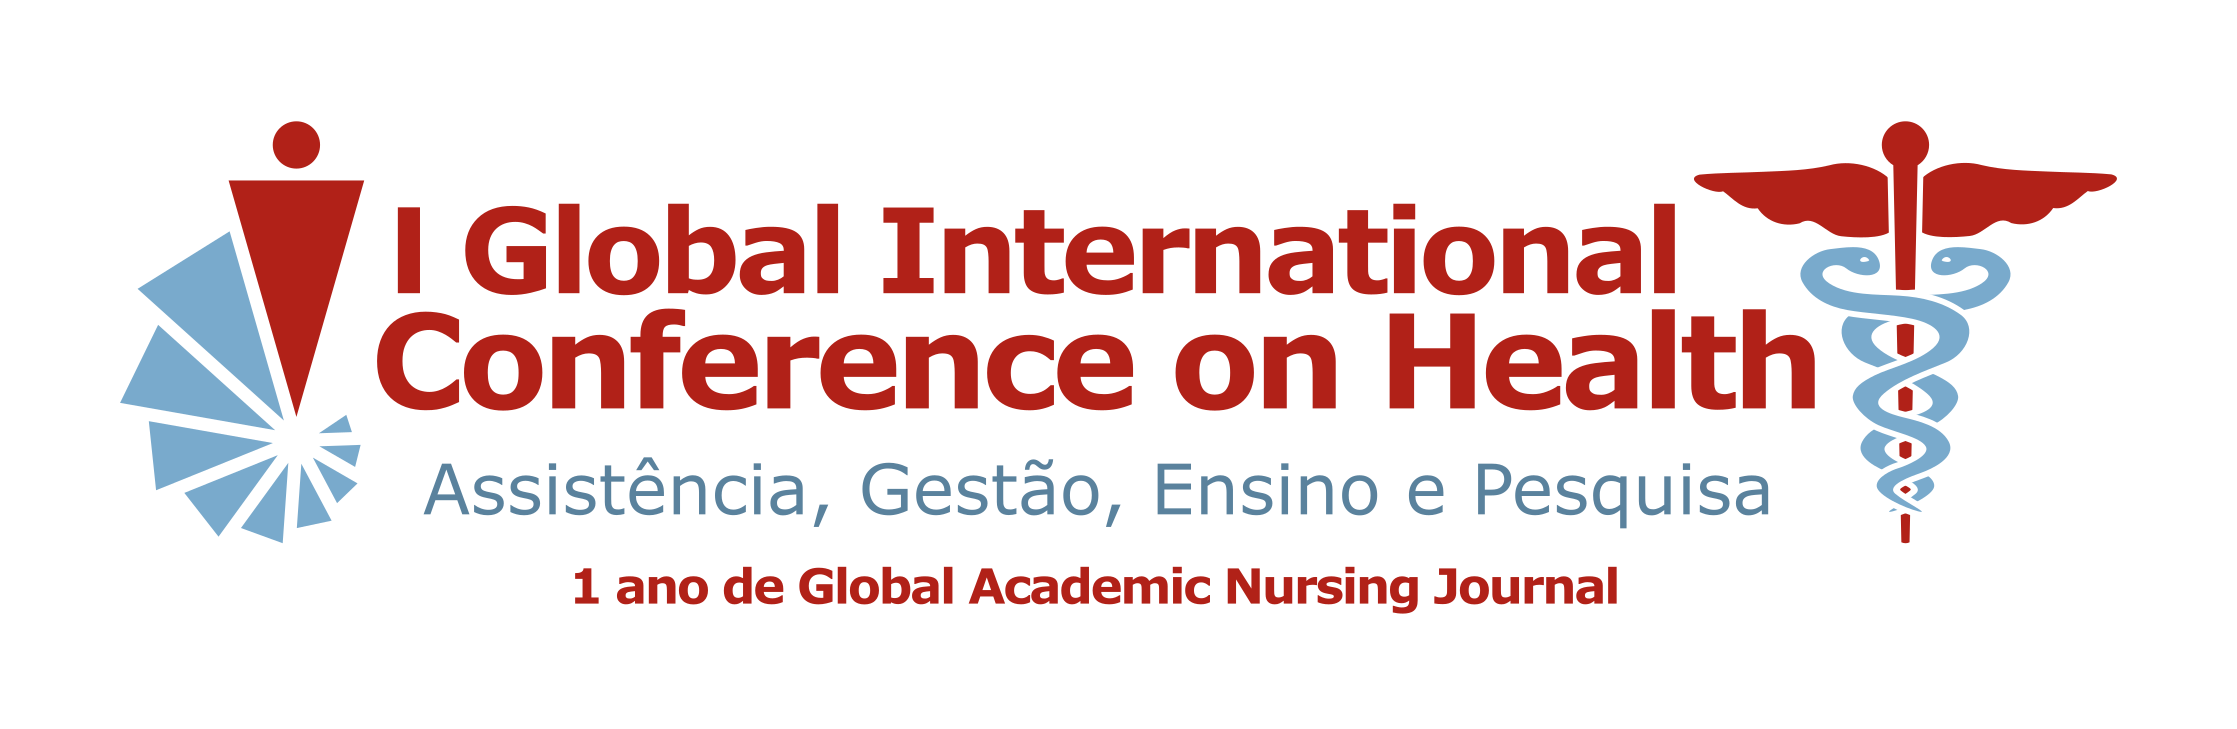 I Global International
Conference on Health
Assistência, Gestão, Ensino e Pesquisa
1 ano de Global Academic Nursing Journal